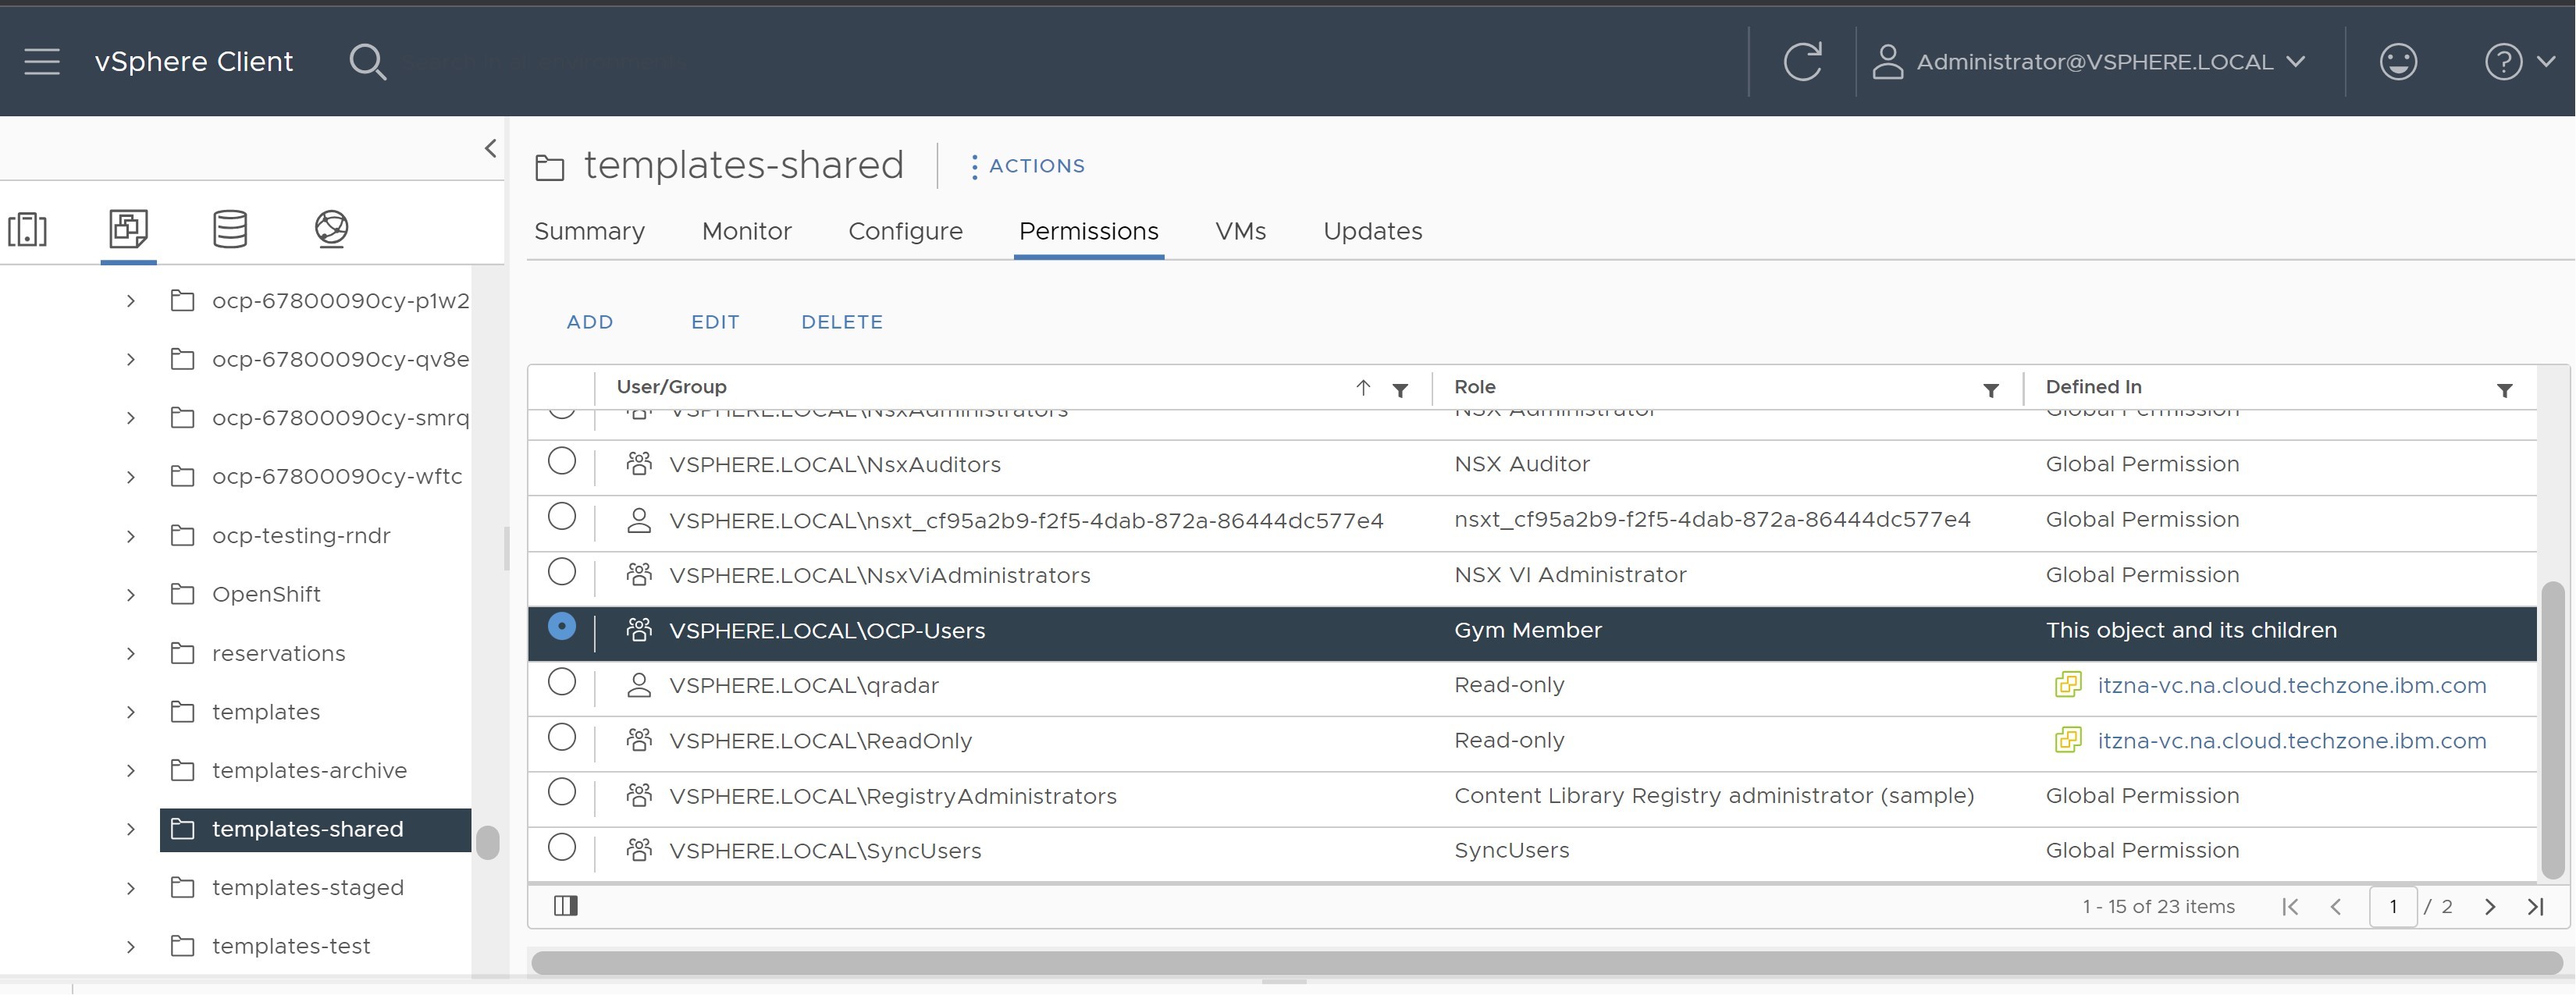 vSphere Client
Administrator@VSPHERE.LOCAL
?
templates-shared
ACTIONS
Summary Monitor Configure Permissions VMs Updates
ocp-67800090cy-p1w2
ocp-67800090cy-qv8e
ocp-67800090cy-smrq
ocp-67800090cy-wftc
ocp-testing-rndr
OpenShift
reservations
templates
templates-archive
templates-shared
templates-staged
templates-test
ADD EDIT DELETE
User/Group Role Defined In
VSPHERE.LOCAL\NsxAdministrators NSX Administrator Global Permission
VSPHERE.LOCAL\NsxAuditors NSX Auditor Global Permission
VSPHERE.LOCAL\nsxt_cf95a2b9-f2f5-4dab-872a-86444dc577e4 nsxt_cf95a2b9-f2f5-4dab-872a-86444dc577e4 Global Permission
VSPHERE.LOCAL\NsxViAdministrators NSX VI Administrator Global Permission
VSPHERE.LOCAL\OCP-Users Gym Member This object and its children
VSPHERE.LOCAL\qradar Read-only itzna-vc.na.cloud.techzone.ibm.com
VSPHERE.LOCAL\ReadOnly Read-only itzna-vc.na.cloud.techzone.ibm.com
VSPHERE.LOCAL\RegistryAdministrators Content Library Registry administrator (sample) Global Permission
VSPHERE.LOCAL\SyncUsers SyncUsers Global Permission
1 - 15 of 23 items 1 / 2